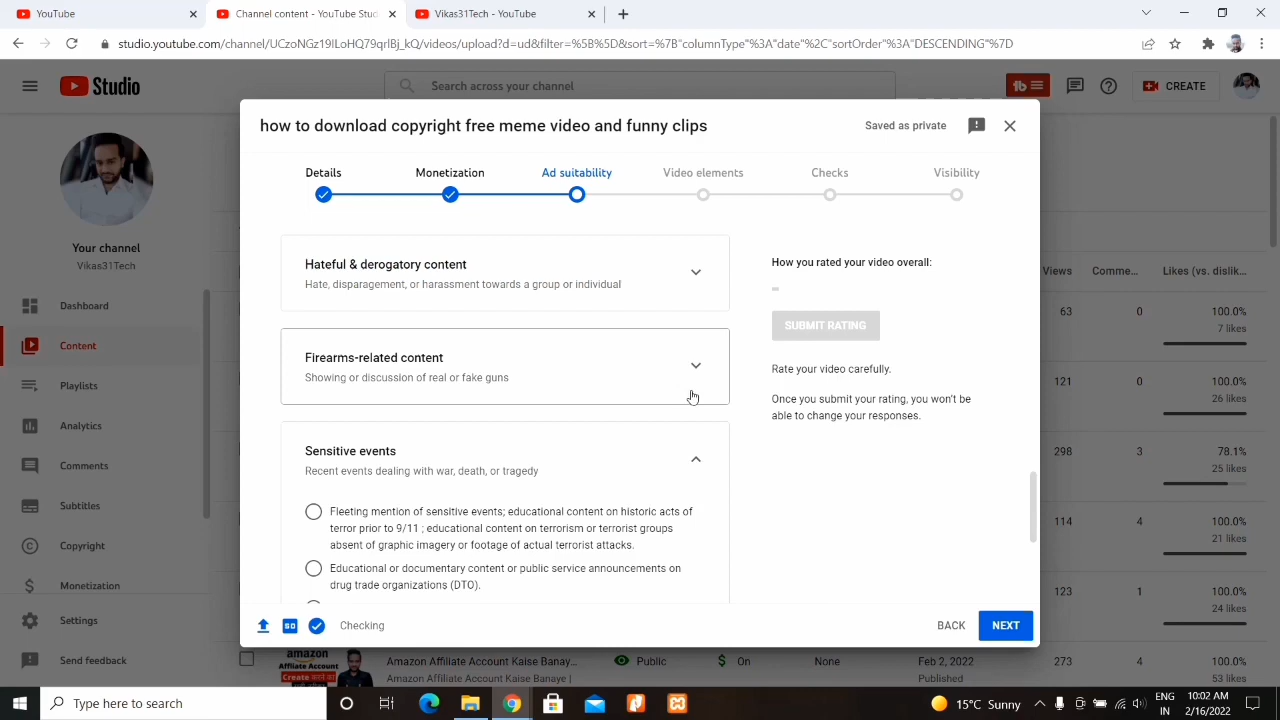 YouTube
Channel content - YouTube Stud
Vikas31Tech - YouTube
studio.youtube.com/channel/UCzoNGz19ILoHQ79qrlBj_kQ/videos/upload?d=ud&filter=%5B%5D&sort=%7B"columnType"%3A"date"%2C"sortOrder"%3A"DESCENDING"%7D
Studio
Search across your channel
CREATE
how to download copyright free meme video and funny clips
Saved as private
Details
Monetization
Ad suitability
Video elements
Checks
Visibility
Your channel
Vikas31Tech
Dashboard
Content
Playlists
Analytics
Comments
Subtitles
Copyright
Monetization
Settings
Send feedback
Hateful & derogatory content
Hate, disparagement, or harassment towards a group or individual
Firearms-related content
Showing or discussion of real or fake guns
Sensitive events
Recent events dealing with war, death, or tragedy
Fleeting mention of sensitive events; educational content on historic acts of
terror prior to 9/11 ; educational content on terrorism or terrorist groups
absent of graphic imagery or footage of actual terrorist attacks.
Educational or documentary content or public service announcements on
drug trade organizations (DTO).
How you rated your video overall:
SUBMIT RATING
Rate your video carefully.
Once you submit your rating, you won't be
able to change your responses.
Checking
BACK
NEXT
Views
Comme...
Likes (vs. dislik...
63
0
100.0%
7 likes
121
0
100.0%
26 likes
298
3
78.1%
25 likes
114
4
100.0%
21 likes
123
1
100.0%
24 likes
amazon
Affiliate Account
Create करते का
Amazon Affiliate Account Kaise Banay...
Amazon Affiliate Account Kaise Banaye |
Public
On
None
Feb 2, 2022
Published
273
4
100.0%
53 likes
Type here to search
15°C Sunny
ENG
IN
10:02 AM
2/16/2022